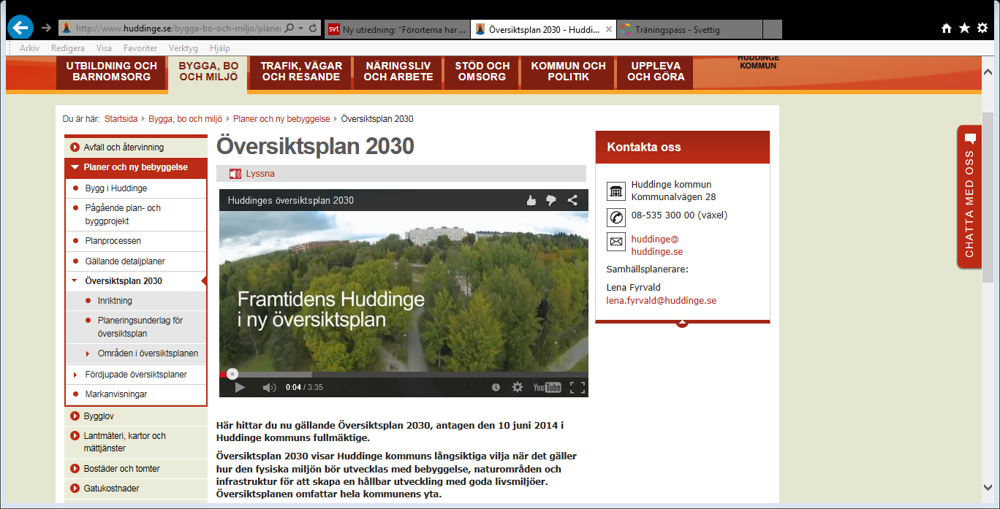 http://www.huddinge.se/bygga-bo-och-miljo/planer
svt Ny utredning: "Förorterna har ...
Översiktsplan 2030 - Huddi...
Träningspass - Svettig
Arkiv Redigera Visa Favoriter Verktyg Hjälp
UTBILDNING OCH
BARNOMSORG
BYGGA, BO
OCH MILJÖ
TRAFIK, VÄGAR
OCH RESANDE
NÄRINGSLIV
OCH ARBETE
STÖD OCH
OMSORG
KOMMUN OCH
POLITIK
UPPLEVA
OCH GÖRA
HUDDINGE
KOMMUN
Du är här: Startsida Bygga, bo och miljö Planer och ny bebyggelse Översiktsplan 2030
Avfall och återvinning
Planer och ny bebyggelse
Bygg i Huddinge
Pågående plan- och
byggprojekt
Planprocessen
Gällande detaljplaner
Översiktsplan 2030
Inriktning
Planeringsunderlag för
översiktsplan
Områden i översiktsplanen
Fördjupade översiktsplaner
Markanvisningar
Bygglov
Lantmäteri, kartor och
mättjänster
Bostäder och tomter
Gatukostnader
Översiktsplan 2030
Lyssna
Huddinges översiktsplan 2030
Framtidens Huddinge
i ny översiktsplan
0:04 / 3:35
YouTube
Här hittar du nu gällande Översiktsplan 2030, antagen den 10 juni 2014 i
Huddinge kommuns fullmäktige.
Översiktsplan 2030 visar Huddinge kommuns långsiktiga vilja när det gäller
hur den fysiska miljön bör utvecklas med bebyggelse, naturområden och
infrastruktur för att skapa en hållbar utveckling med goda livsmiljöer.
Översiktsplanen omfattar hela kommunens yta.
Kontakta oss
Huddinge kommun
Kommunalvägen 28
08-535 300 00 (växel)
huddinge@
huddinge.se
Samhällsplanerare:
Lena Fyrvald
lena.fyrvald@huddinge.se
CHATTA MED OSS